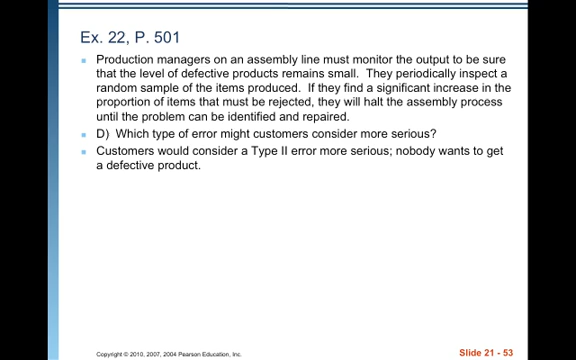 Ex. 22, P. 501
Production managers on an assembly line must monitor the output to be sure
that the level of defective products remains small.  They periodically inspect a
random sample of the items produced.  If they find a significant increase in the
proportion of items that must be rejected, they will halt the assembly process
until the problem can be identified and repaired.
D)  Which type of error might customers consider more serious?
Customers would consider a Type II error more serious; nobody wants to get
a defective product.
Copyright © 2010, 2007, 2004 Pearson Education, Inc.
Slide 21 - 53